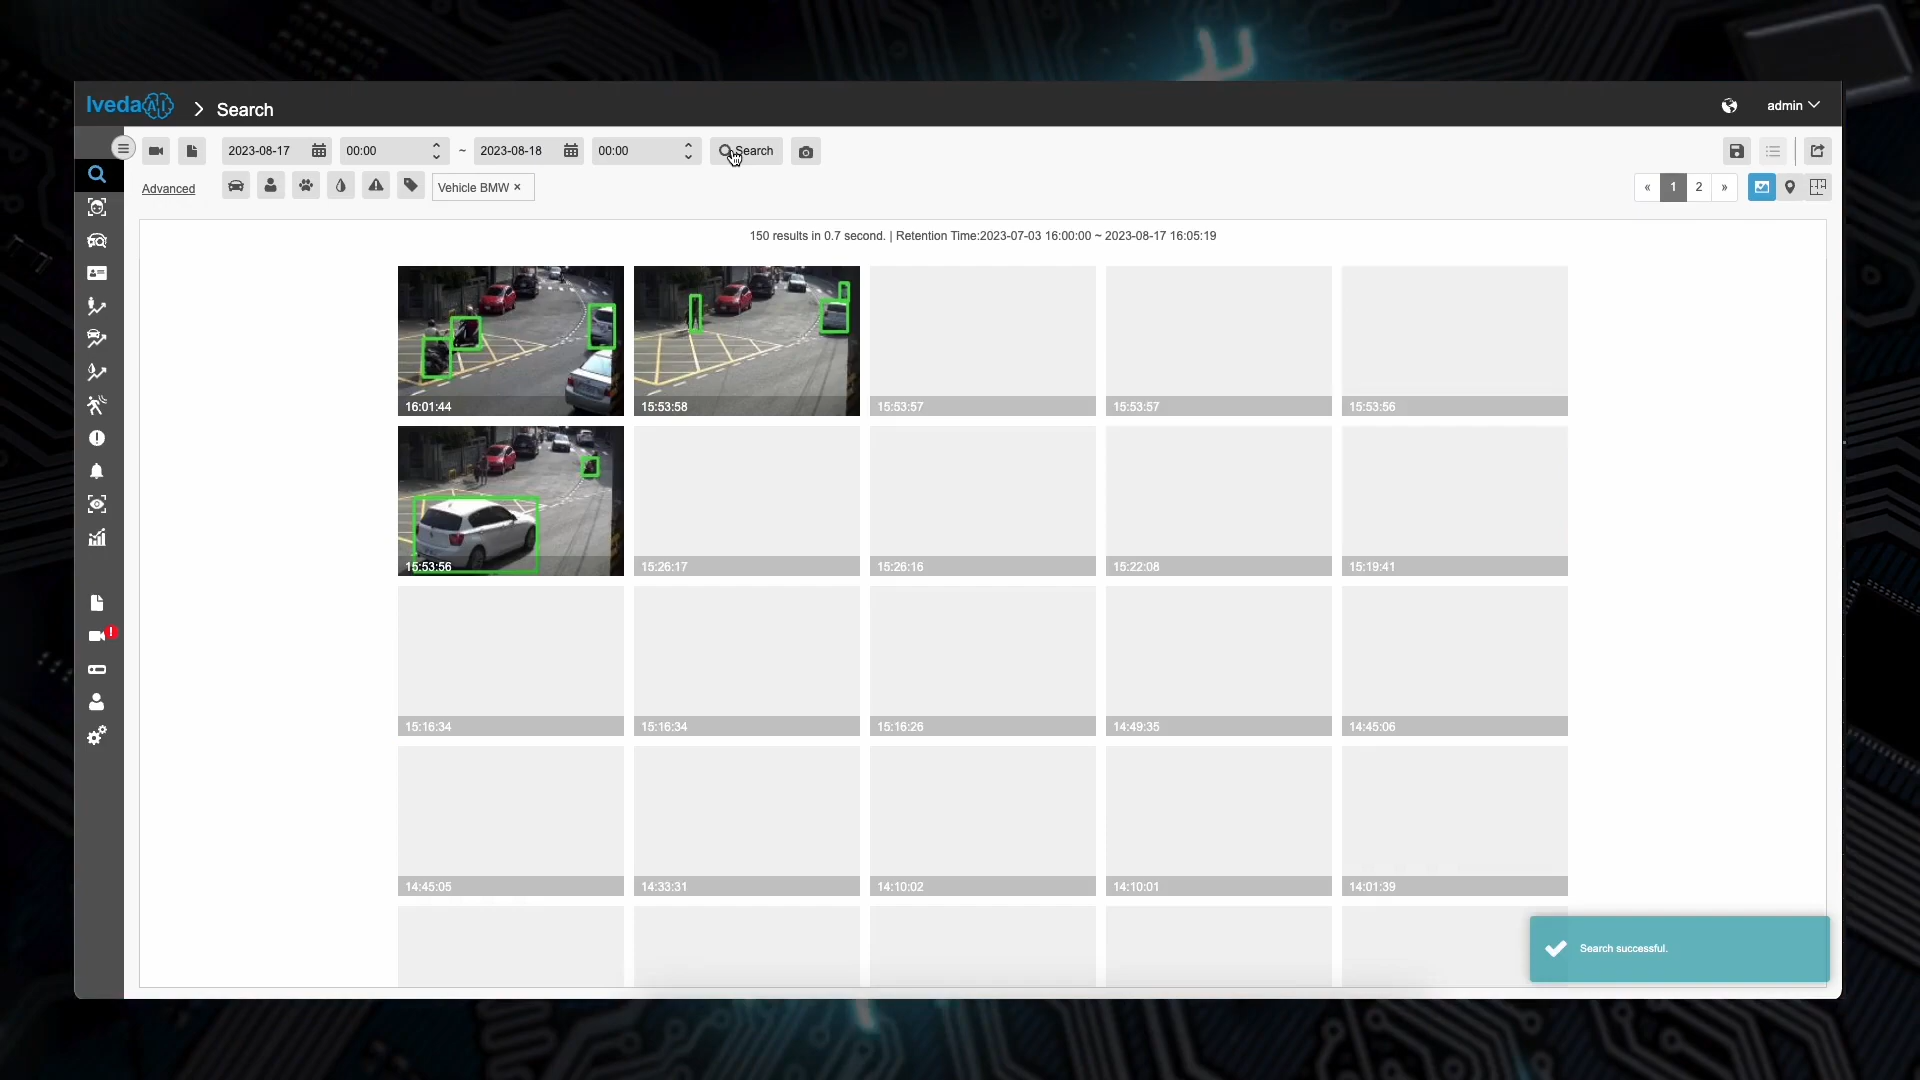 IvedaAI > Search
admin
2023-08-17 00:00 ~ 2023-08-18 00:00 Search
Advanced Vehicle BMW ×
« 1 2 »
150 results in 0.7 second. | Retention Time:2023-07-03 16:00:00 ~ 2023-08-17 16:05:19
16:01:44 15:53:58 15:53:57 15:53:57 15:53:56
15:53:56 15:26:17 15:26:16 15:22:08 15:19:41
15:16:34 15:16:34 15:16:26 14:49:35 14:45:06
14:45:05 14:33:31 14:10:02 14:10:01 14:01:39
Search successful.